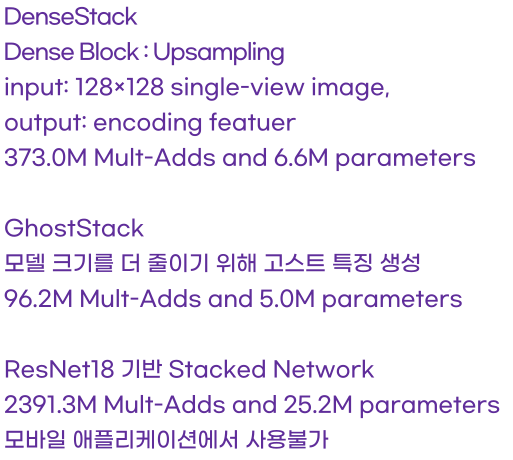 DenseStack
Dense Block : Upsampling
input: 128×128 single-view image,
output: encoding featuer
373.0M Mult-Adds and 6.6M parameters
GhostStack
모델 크기를 더 줄이기 위해 고스트 특징 생성
96.2M Mult-Adds and 5.0M parameters
ResNet18 기반 Stacked Network
2391.3M Mult-Adds and 25.2M parameters
모바일 애플리케이션에서 사용불가